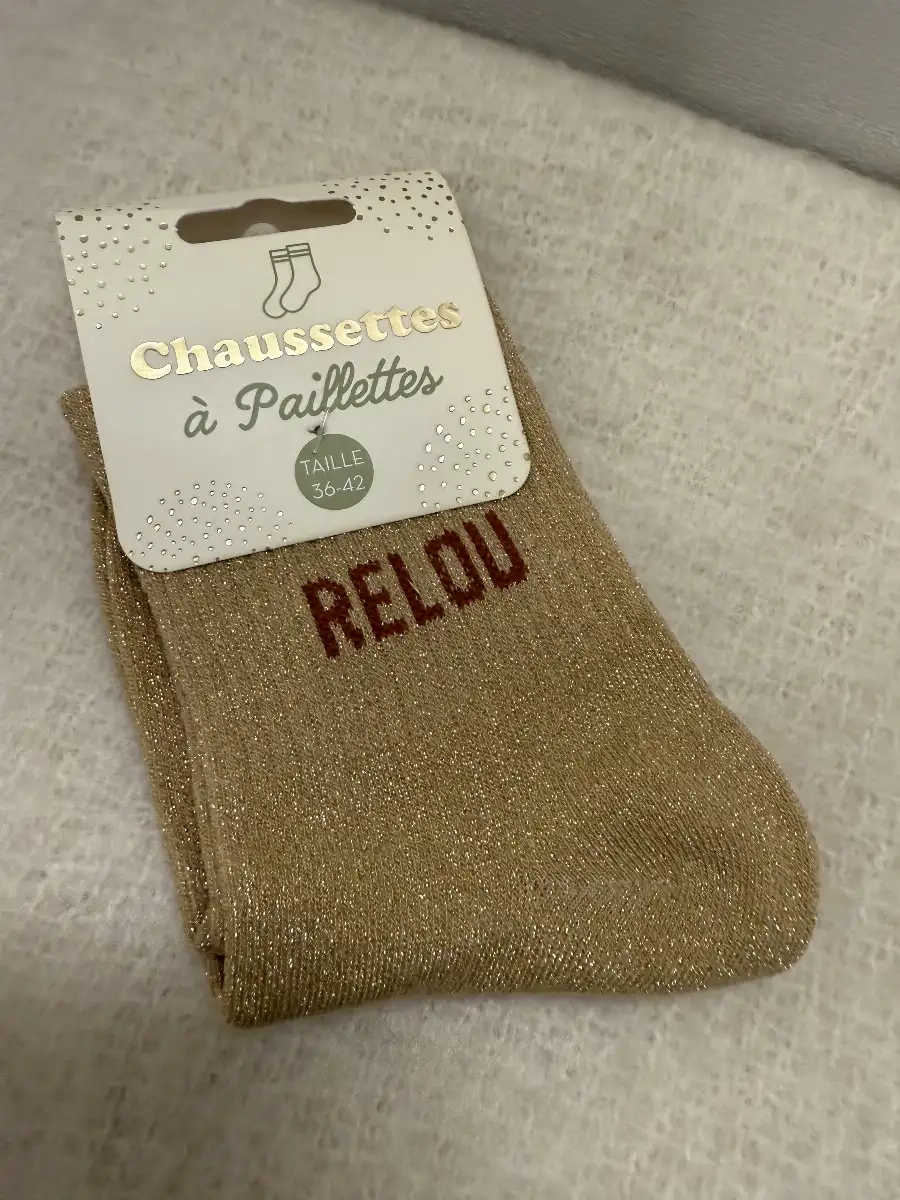 Chaussettes
à Paillettes
TAILLE
36-42
RELOU